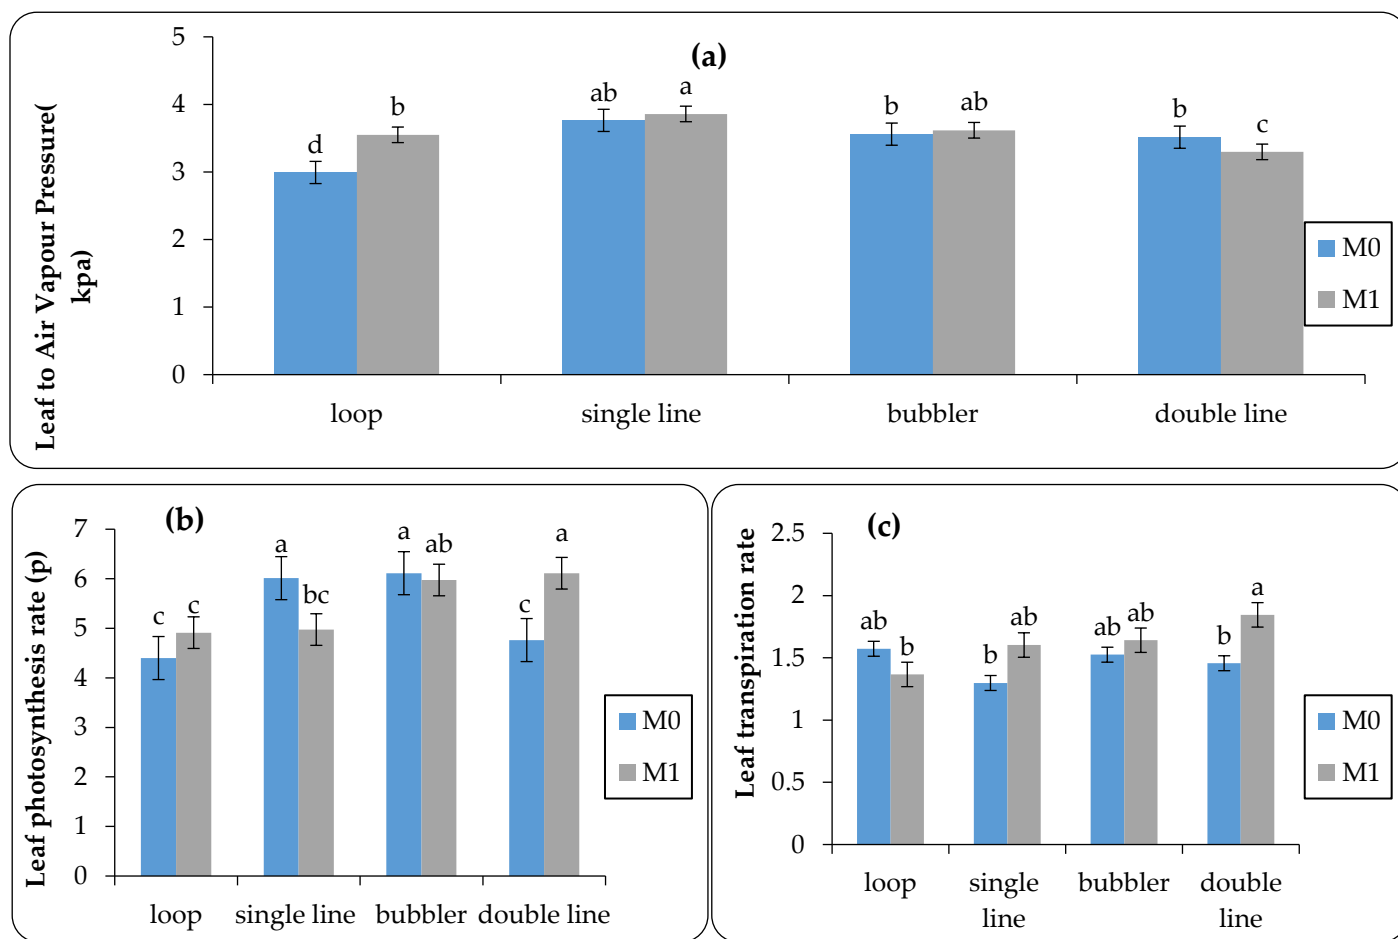 (a)
Leaf to Air Vapour Pressure(
kpa)
5
4
3
2
1
0
d
b
ab
a
b
ab
b
c
loop
single line
bubbler
double line
M0
M1
(b)
Leaf photosynthesis rate (p)
7
6
5
4
3
2
1
0
c
c
a
bc
a
ab
c
a
loop
single line
bubbler
double line
M0
M1
(c)
Leaf transpiration rate
2.5
2
1.5
1
0.5
0
ab
b
b
ab
ab
ab
b
a
loop
single
line
bubbler
double
line
M0
M1